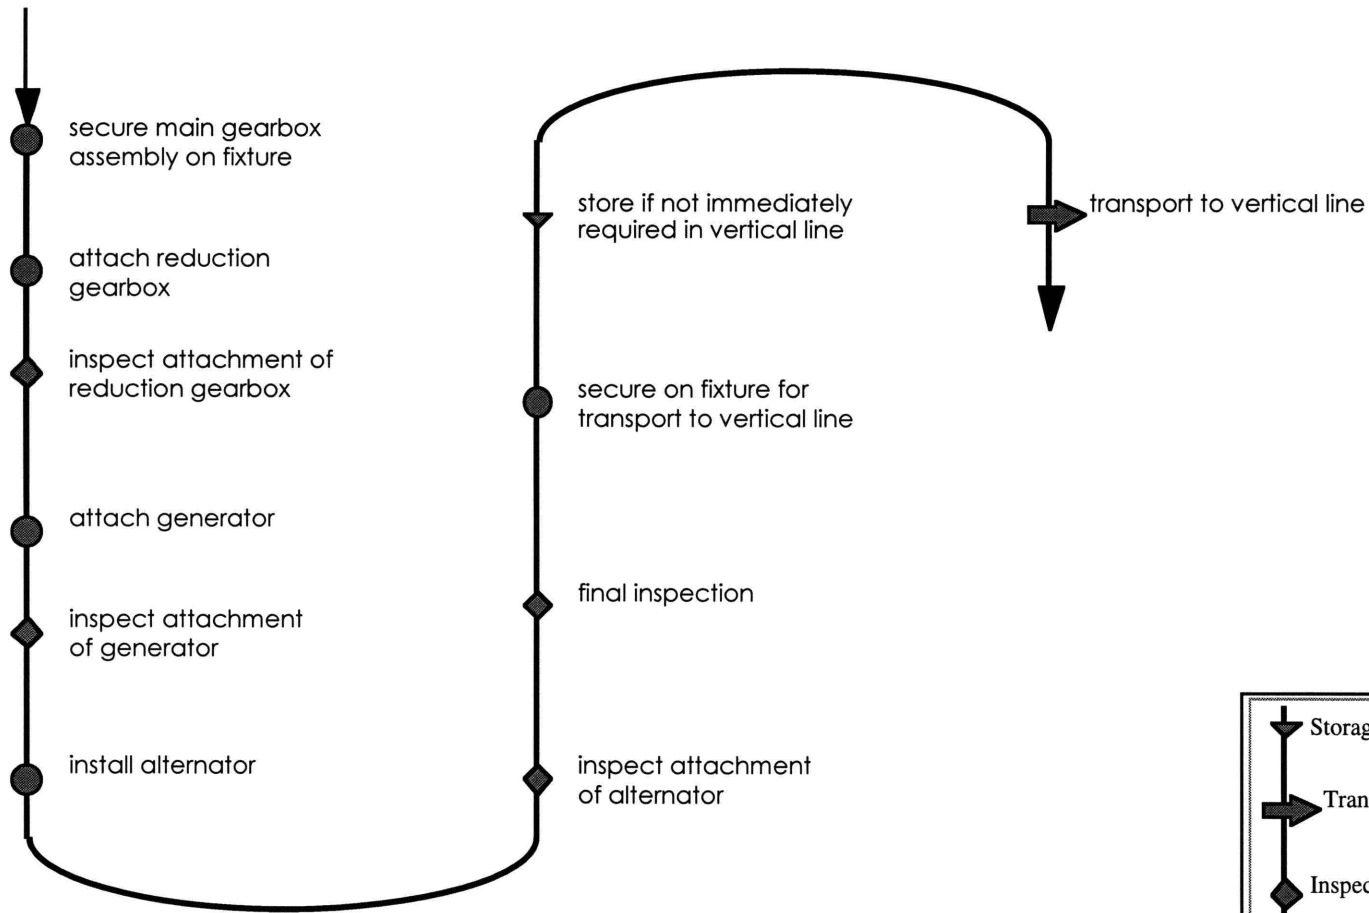 secure main gearbox
assembly on fixture
attach reduction
gearbox
inspect attachment of
reduction gearbox
attach generator
inspect attachment
of generator
install alternator
inspect attachment
of alternator
final inspection
secure on fixture for
transport to vertical line
store if not immediately
required in vertical line
transport to vertical line
Storag
Tran
Inspec